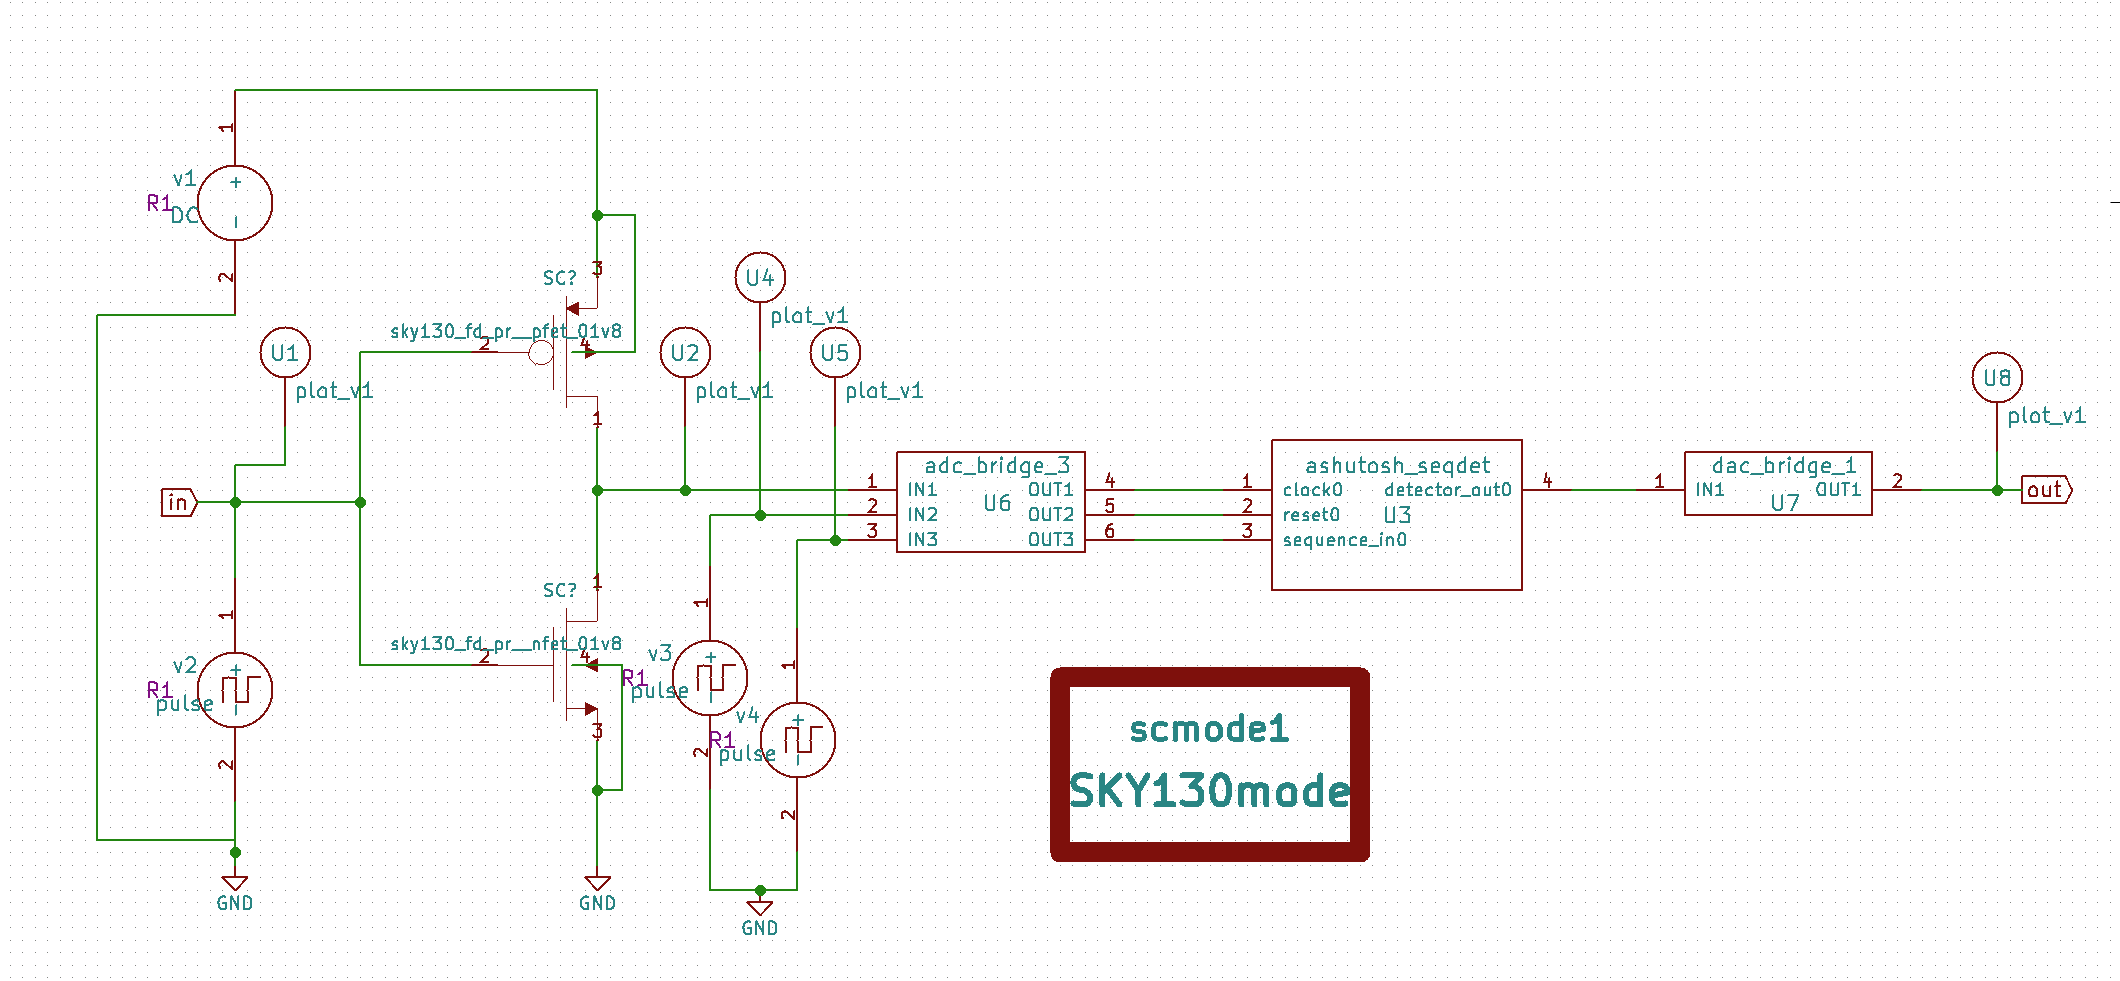 1
v1
R1
DC
+
2
SC?
3
sky130_fd_pr__pfet_01v8
2
4
1
U1
plot_v1
U2
plot_v1
U4
plot_v1
U5
plot_v1
U8
plot_v1
in
1
2
3
adc_bridge_3
IN1 OUT1
U6
IN2 OUT2
IN3 OUT3
4
5
6
1
2
3
ashutosh_seqdet
clock0 detector_out0
reset0 U3
sequence_in0
4
1
dac_bridge_1
IN1 OUT1
U7
2
out
SC?
1
sky130_fd_pr__nfet_01v8
2
4
3
1
v2
R1
pulse
+
2
1
v3
R1
pulse
+
2
1
v4
R1
pulse
+
2
GND
GND
GND
scmode1
SKY130mode